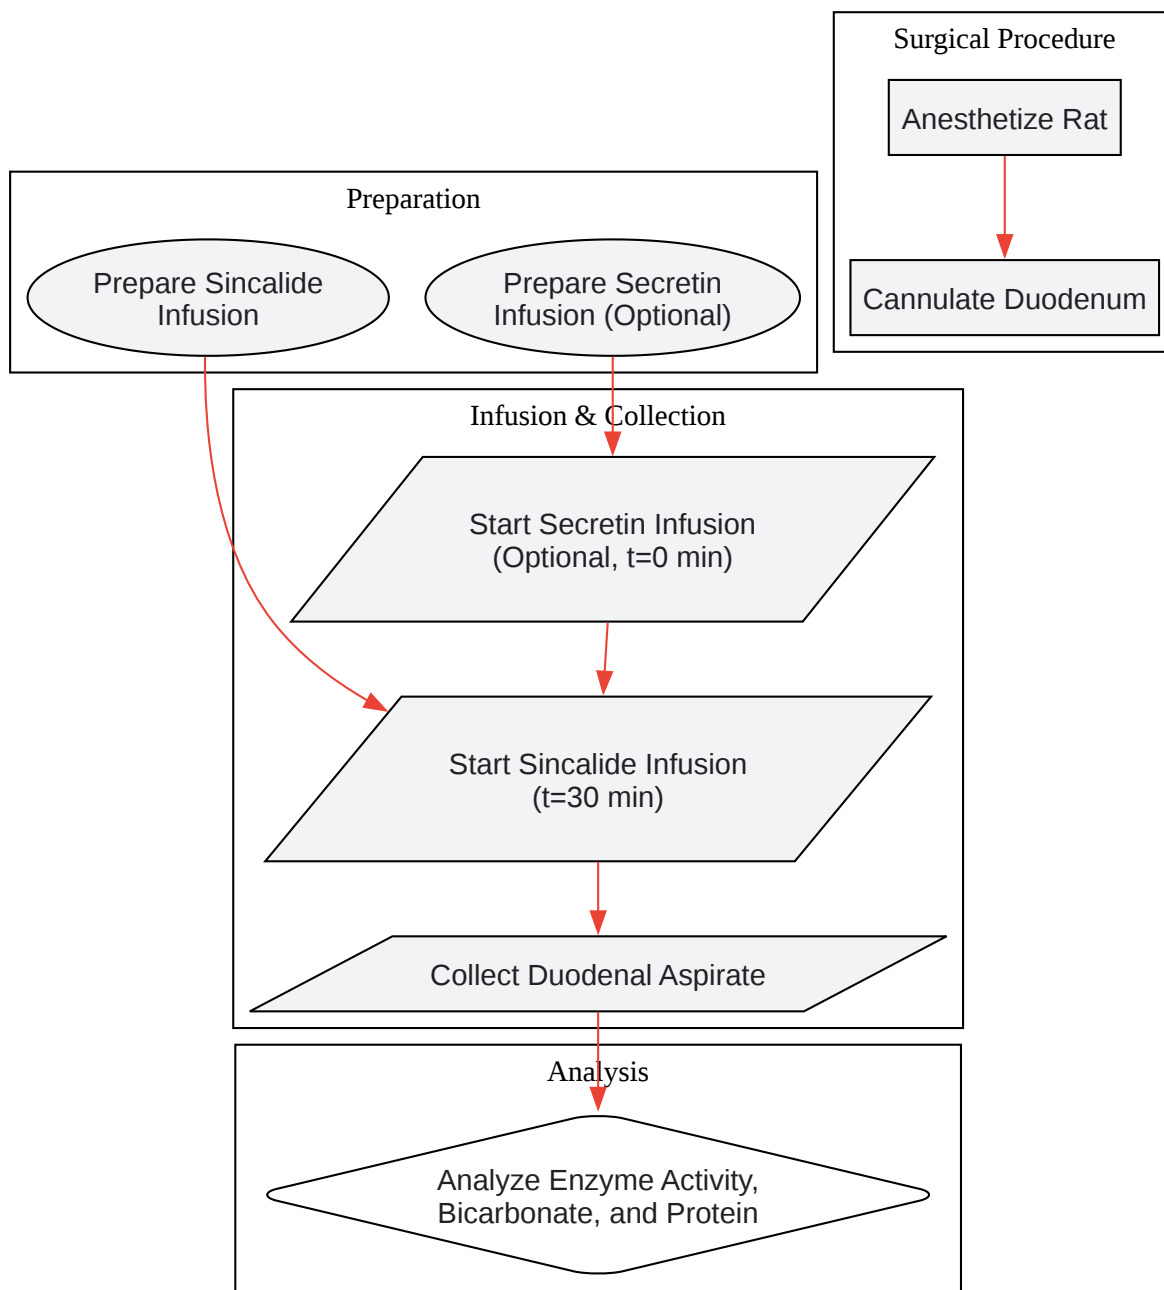 Surgical Procedure
Anesthetize Rat
Cannulate Duodenum
Preparation
Prepare Sincalide
Infusion
Prepare Secretin
Infusion (Optional)
Infusion & Collection
Start Secretin Infusion
(Optional, t=0 min)
Start Sincalide Infusion
(t=30 min)
Collect Duodenal Aspirate
Analysis
Analyze Enzyme Activity,
Bicarbonate, and Protein